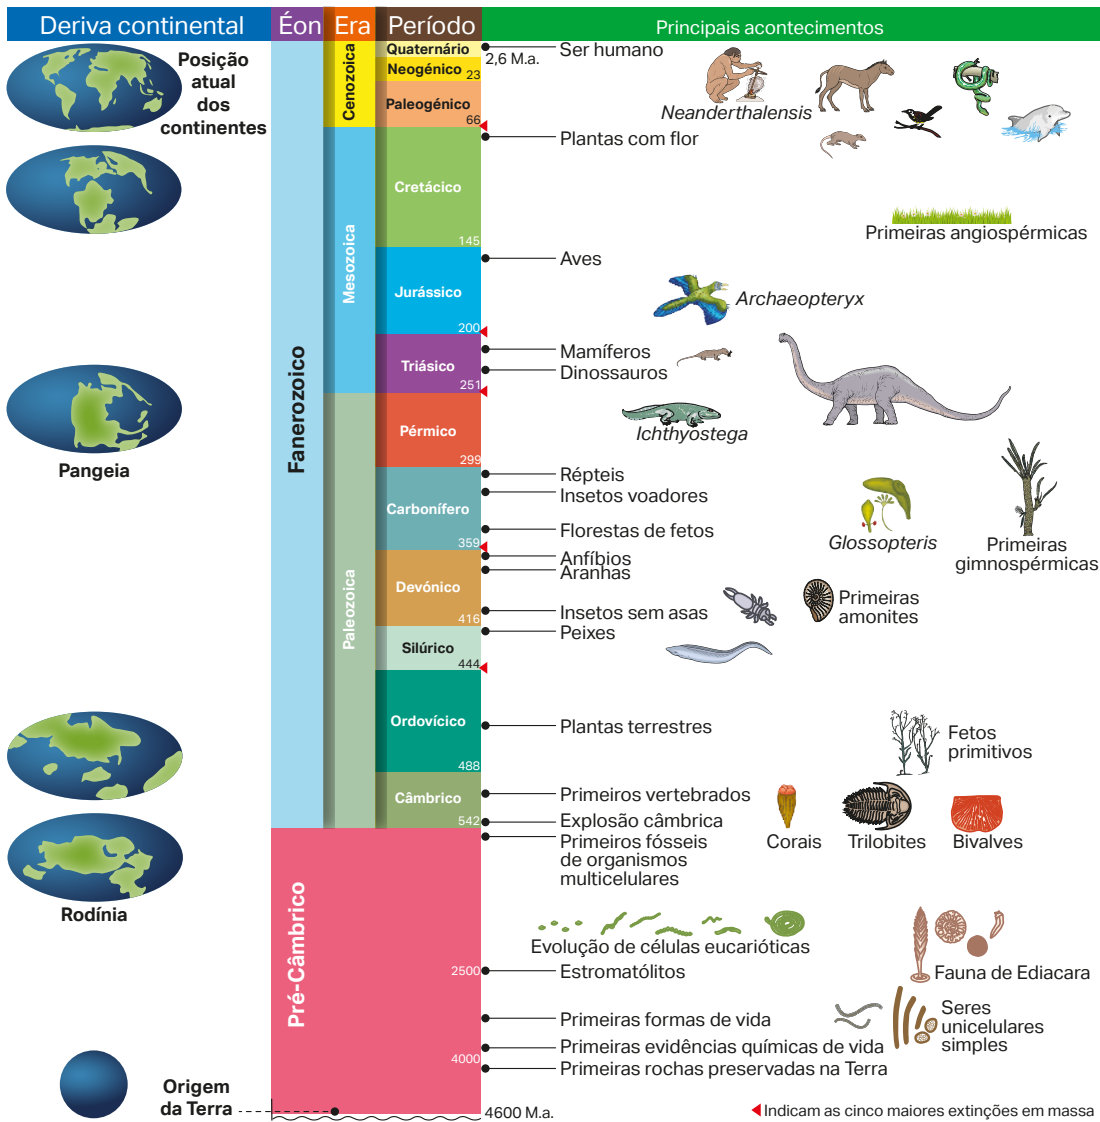 Deriva continental
Éon
Era
Período
Principais acontecimentos
Posição
atual
dos
continentes
Pangeia
Rodínia
Origem
da Terra
Fanerozoico
Pré-Câmbrico
Cenozoica
Mesozoica
Paleozoica
Quaternário
2,6 M.a.
Neogénico 23
Paleogénico
66
Cretácico
145
Jurássico
200
Triásico
251
Pérmico
299
Carbonífero
359
Devónico
416
Silúrico
444
Ordovícico
488
Câmbrico
542
2500
4000
4600 M.a.
Ser humano
Neanderthalensis
Plantas com flor
Primeiras angiospérmicas
Aves
Archaeopteryx
Mamíferos
Dinossauros
Ichthyostega
Répteis
Insetos voadores
Florestas de fetos
Glossopteris
Primeiras
gimnospérmicas
Anfíbios
Aranhas
Insetos sem asas
Primeiras
amonites
Peixes
Plantas terrestres
Fetos
primitivos
Primeiros vertebrados
Explosão câmbrica
Corais
Trilobites
Bivalves
Primeiros fósseis
de organismos
multicelulares
Evolução de células eucarióticas
Fauna de Ediacara
Estromatólitos
Primeiras formas de vida
Seres
unicelulares
simples
Primeiras evidências químicas de vida
Primeiras rochas preservadas na Terra
Indicam as cinco maiores extinções em massa